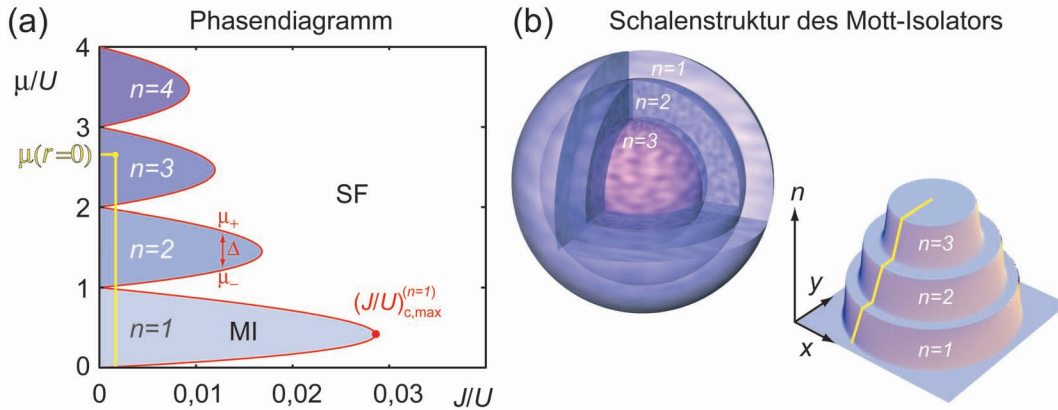 (a) Phasendiagramm
μ/U
4
3
2
1
0
n=4
n=3
n=2
n=1
μ(r=0)
SF
μ₊
Δ
μ₋
(J/U)c,max(n=1)
MI
0 0,01 0,02 0,03 J/U
(b) Schalenstruktur des Mott-Isolators
n=1
n=2
n=3
n
y
x
n=3
n=2
n=1